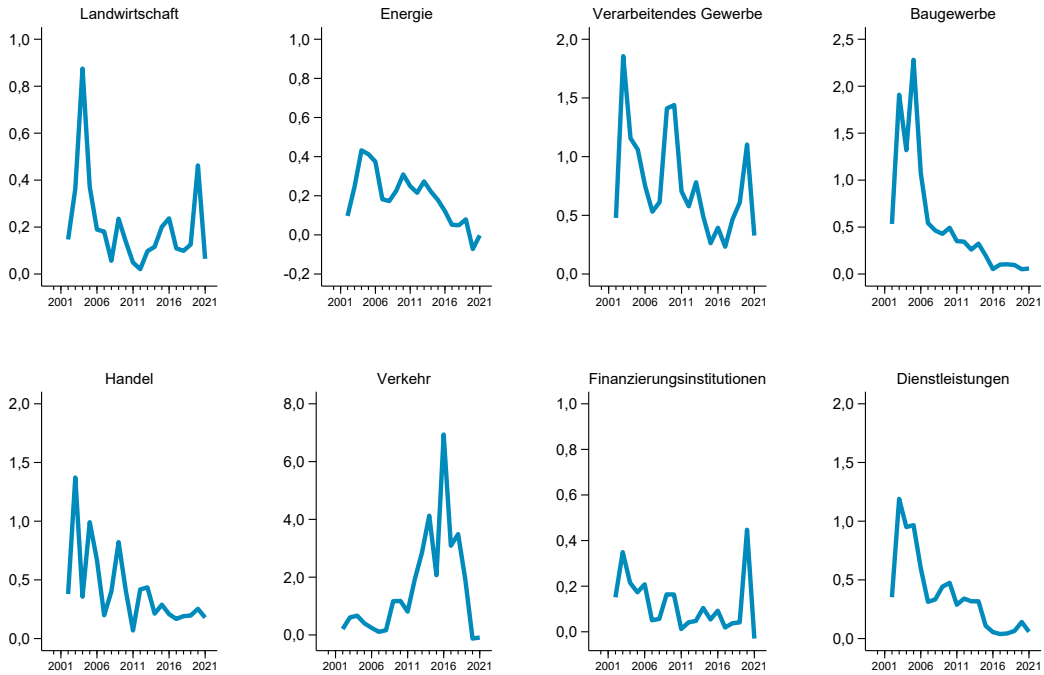 Landwirtschaft
1,0
0,8
0,6
0,4
0,2
0,0
2001 2006 2011 2016 2021
Energie
1,0
0,8
0,6
0,4
0,2
0,0
-0,2
2001 2006 2011 2016 2021
Verarbeitendes Gewerbe
2,0
1,5
1,0
0,5
0,0
2001 2006 2011 2016 2021
Baugewerbe
2,5
2,0
1,5
1,0
0,5
0,0
2001 2006 2011 2016 2021
Handel
2,0
1,5
1,0
0,5
0,0
2001 2006 2011 2016 2021
Verkehr
8,0
6,0
4,0
2,0
0,0
2001 2006 2011 2016 2021
Finanzierungsinstitutionen
1,0
0,8
0,6
0,4
0,2
0,0
2001 2006 2011 2016 2021
Dienstleistungen
2,0
1,5
1,0
0,5
0,0
2001 2006 2011 2016 2021